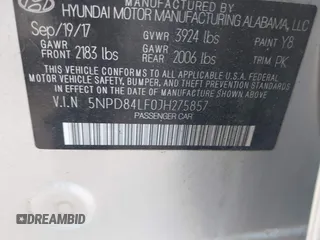 MANUFACTURED BY
HYUNDAI MOTOR MANUFACTURING ALABAMA, LLC
Sep/19/17 GVWR 3924 lbs PAINT Y8
GAWR FRONT 2183 lbs GAWR REAR 2006 lbs TRIM PK
THIS VEHICLE CONFORMS TO ALL APPLICABLE U.S. FEDERAL MOTOR
VEHICLE SAFETY, BUMPER, AND THEFT PREVENTION STANDARDS
IN EFFECT ON THE DATE OF MANUFACTURE SHOWN ABOVE.
V.I.N 5NPD84LF0JH275857
PASSENGER CAR
DREAMBID